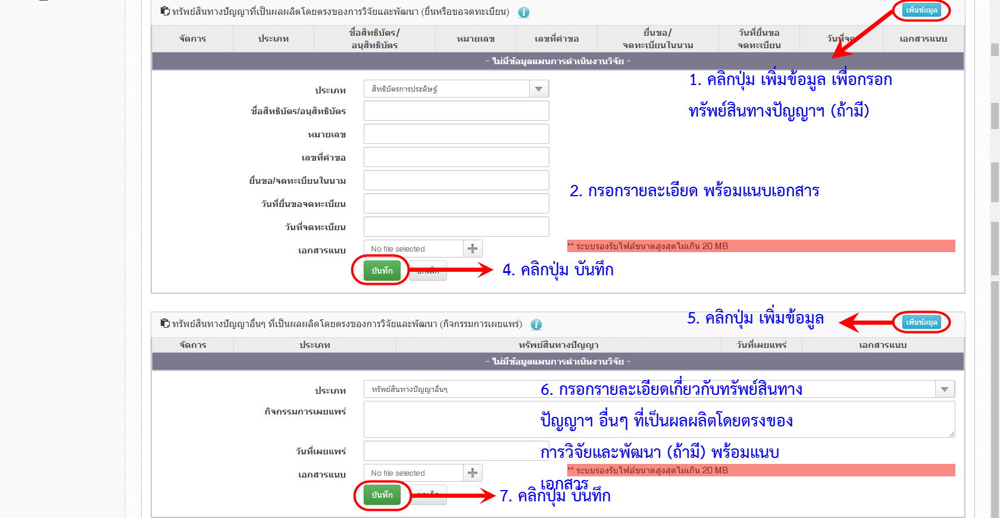 ทรัพย์สินทางปัญญาที่เป็นผลผลิตโดยตรงของการวิจัยและพัฒนา (ยื่นหรือขอจดทะเบียน) i เพิ่มข้อมูล
จัดการ ประเภท ชื่อสิทธิบัตร/ หมายเลข เลขที่คำขอ ยื่นขอ/ วันที่ยื่นขอ วันที่จด เอกสารแนบ
อนุสิทธิบัตร จดทะเบียนในนาม จดทะเบียน
- ไม่มีข้อมูลแผนการดำเนินงานวิจัย -
1. คลิกปุ่ม เพิ่มข้อมูล เพื่อกรอก
ทรัพย์สินทางปัญญาฯ (ถ้ามี)
ประเภท สิทธิบัตรการประดิษฐ์
ชื่อสิทธิบัตร/อนุสิทธิบัตร
หมายเลข
เลขที่คำขอ
ยื่นขอ/จดทะเบียนในนาม
2. กรอกรายละเอียด พร้อมแนบเอกสาร
วันที่ยื่นขอจดทะเบียน
วันที่จดทะเบียน
เอกสารแนบ No file selected ** ระบบรองรับไฟล์ขนาดสูงสุดไม่เกิน 20 MB
บันทึก 4. คลิกปุ่ม บันทึก
ทรัพย์สินทางปัญญาอื่นๆ ที่เป็นผลผลิตโดยตรงของการวิจัยและพัฒนา (กิจกรรมการเผยแพร่) i 5. คลิกปุ่ม เพิ่มข้อมูล เพิ่มข้อมูล
จัดการ ประเภท ทรัพย์สินทางปัญญา วันที่เผยแพร่ เอกสารแนบ
- ไม่มีข้อมูลแผนการดำเนินงานวิจัย -
ประเภท ทรัพย์สินทางปัญญาอื่นๆ
6. กรอกรายละเอียดเกี่ยวกับทรัพย์สินทาง
กิจกรรมการเผยแพร่
ปัญญาฯ อื่นๆ ที่เป็นผลผลิตโดยตรงของ
วันที่เผยแพร่
การวิจัยและพัฒนา (ถ้ามี) พร้อมแนบ
เอกสารแนบ No file selected ** ระบบรองรับไฟล์ขนาดสูงสุดไม่เกิน 20 MB
เอกสาร
บันทึก 7. คลิกปุ่ม บันทึก